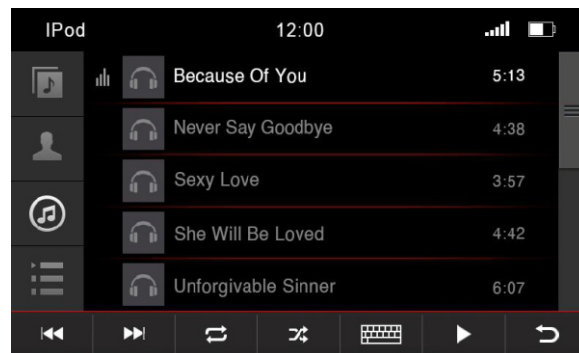 IPod 12:00
Because Of You 5:13
Never Say Goodbye 4:38
Sexy Love 3:57
She Will Be Loved 4:42
Unforgivable Sinner 6:07